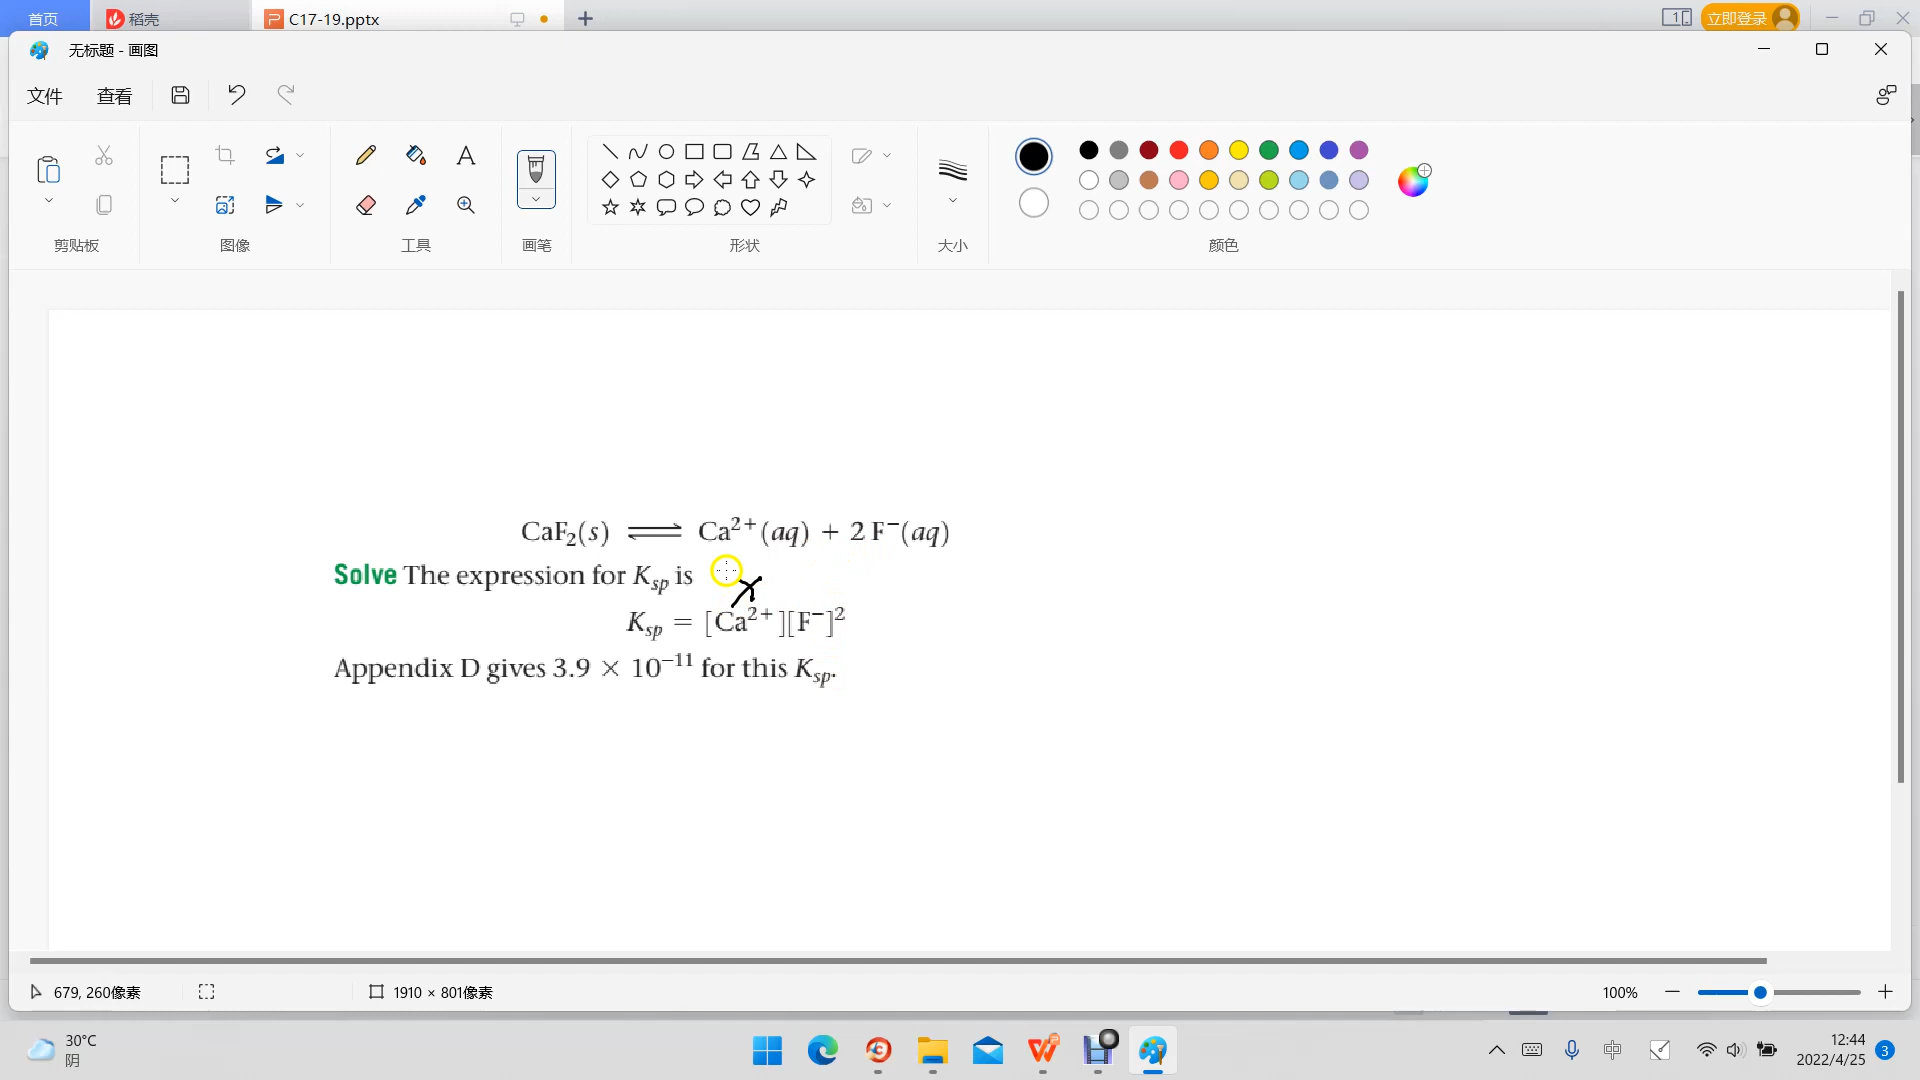 首页 稻壳 C17-19.pptx 立即登录
无标题 - 画图
文件 查看
剪贴板 图像 工具 画笔 形状 大小 颜色
CaF₂(s) ⇌ Ca²⁺(aq) + 2 F⁻(aq)
Solve The expression for Kₛₚ is
x
Kₛₚ = [Ca²⁺][F⁻]²
Appendix D gives 3.9 × 10⁻¹¹ for this Kₛₚ.
679, 260像素 1910 × 801像素 100%
30°C
阴
中
12:44
2022/4/25 3